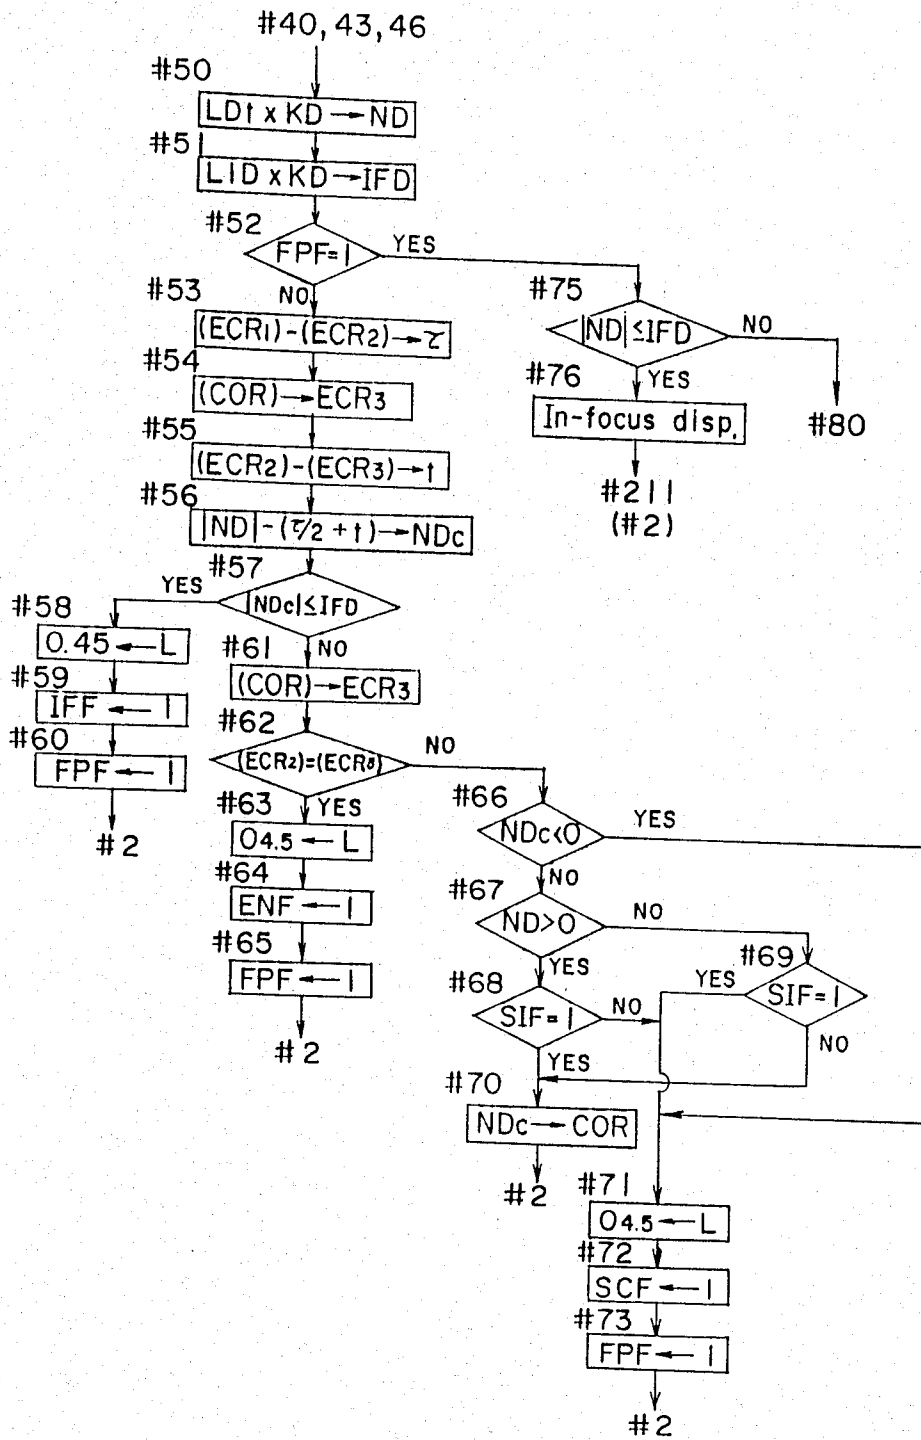 #40, 43, 46
#50
LDt x KD → ND
#51
LID x KD → IFD
#52
FPF=1
YES
NO
#53
(ECR1)-(ECR2)→τ
#54
(COR)→ECR3
#55
(ECR2)-(ECR3)→t
#56
|ND|-(τ/2 + t)→NDc
#57
|NDc|≤IFD
YES
NO
#58
0.45 ← L
#59
IFF ← 1
#60
FPF ← 1
#2
#61
(COR)→ECR3
#62
(ECR2)=(ECR8)
NO
YES
#63
O4.5 ← L
#64
ENF ← 1
#65
FPF ← 1
#2
#75
|ND|≤IFD
NO
YES
#80
#76
In-focus disp.
#211
(#2)
#66
NDc<0
YES
NO
#67
ND>0
NO
YES
#68
SIF=1
NO
YES
#69
SIF=1
YES
NO
#70
NDc → COR
#2
#71
O4.5 ← L
#72
SCF ← 1
#73
FPF ← 1
#2